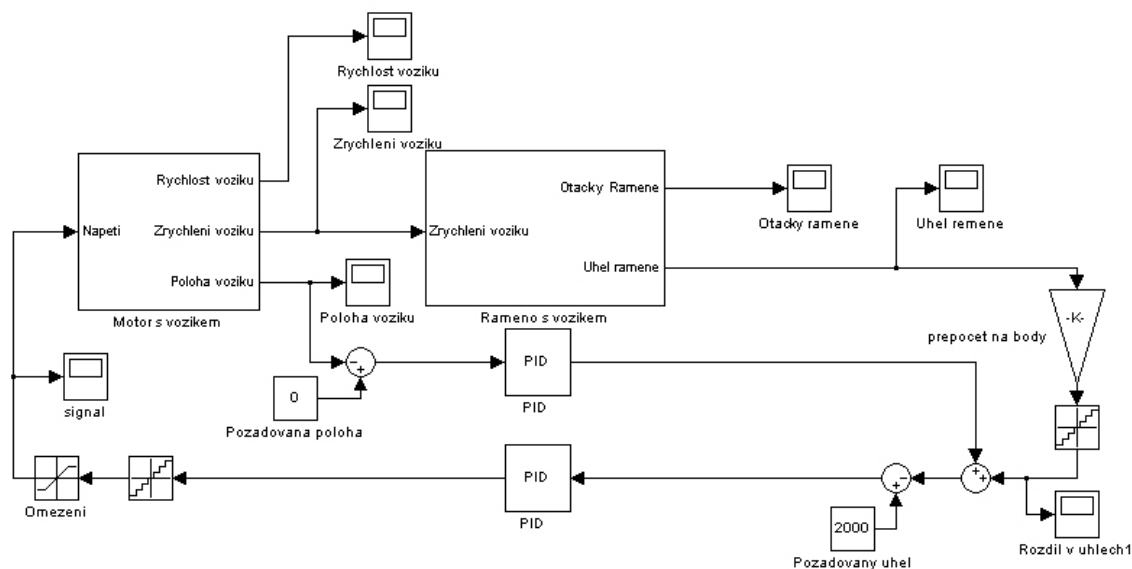 Rychlost voziku
Zrychleni voziku
Rychlost voziku
Napeti
Zrychleni voziku
Poloha voziku
Motor s vozikem
Otacky Ramene
Zrychleni voziku
Uhel ramene
Rameno s vozikem
Otacky ramene
Uhel remene
Poloha voziku
-K-
prepocet na body
PID
PID
0
Pozadovana poloha
signal
Omezeni
PID
PID
2000
Pozadovany uhel
Rozdil v uhlech1